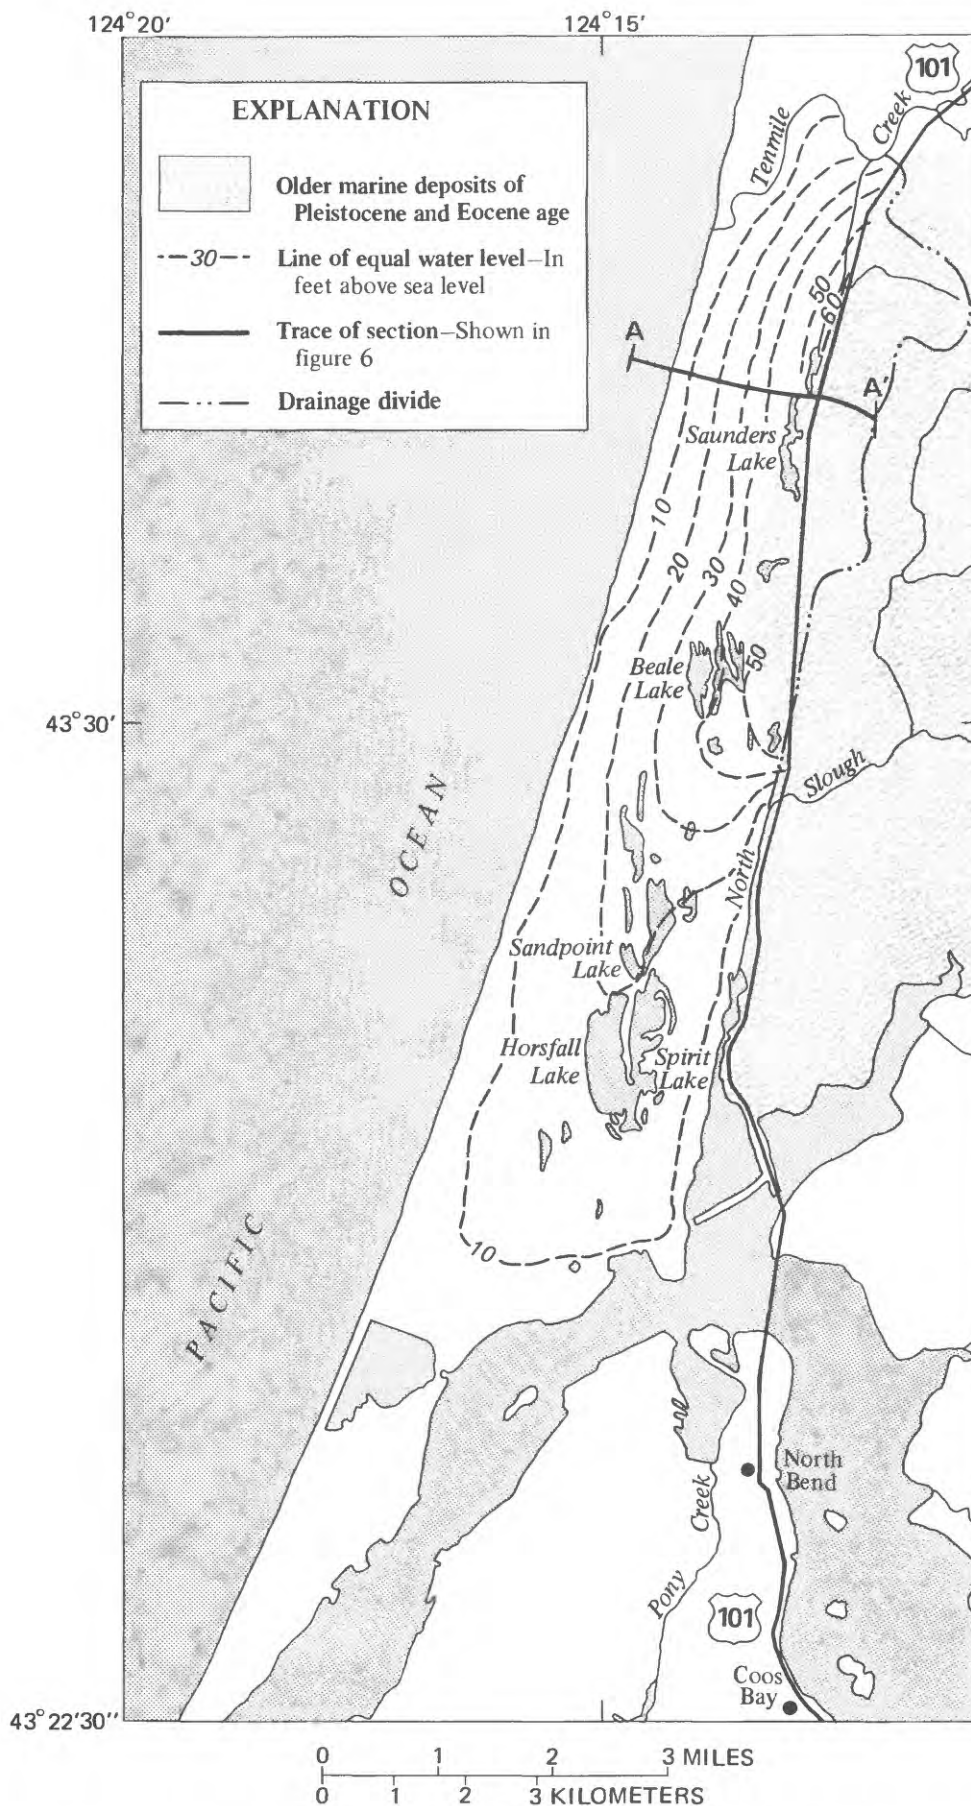 124°20'
124°15'
101
EXPLANATION
Older marine deposits of
Pleistocene and Eocene age
30
Line of equal water level—In
feet above sea level
Trace of section—Shown in
figure 6
Drainage divide
Tenmile
Creek
50
60
A
A'
Saunders
Lake
10
20
30
40
50
Beale
Lake
43°30'
Slough
North
PACIFIC
OCEAN
Sandpoint
Lake
Horsfall
Lake
Spirit
Lake
10
North
Bend
Pony
Creek
101
Coos
Bay
43°22'30''
0 1 2 3 MILES
0 1 2 3 KILOMETERS